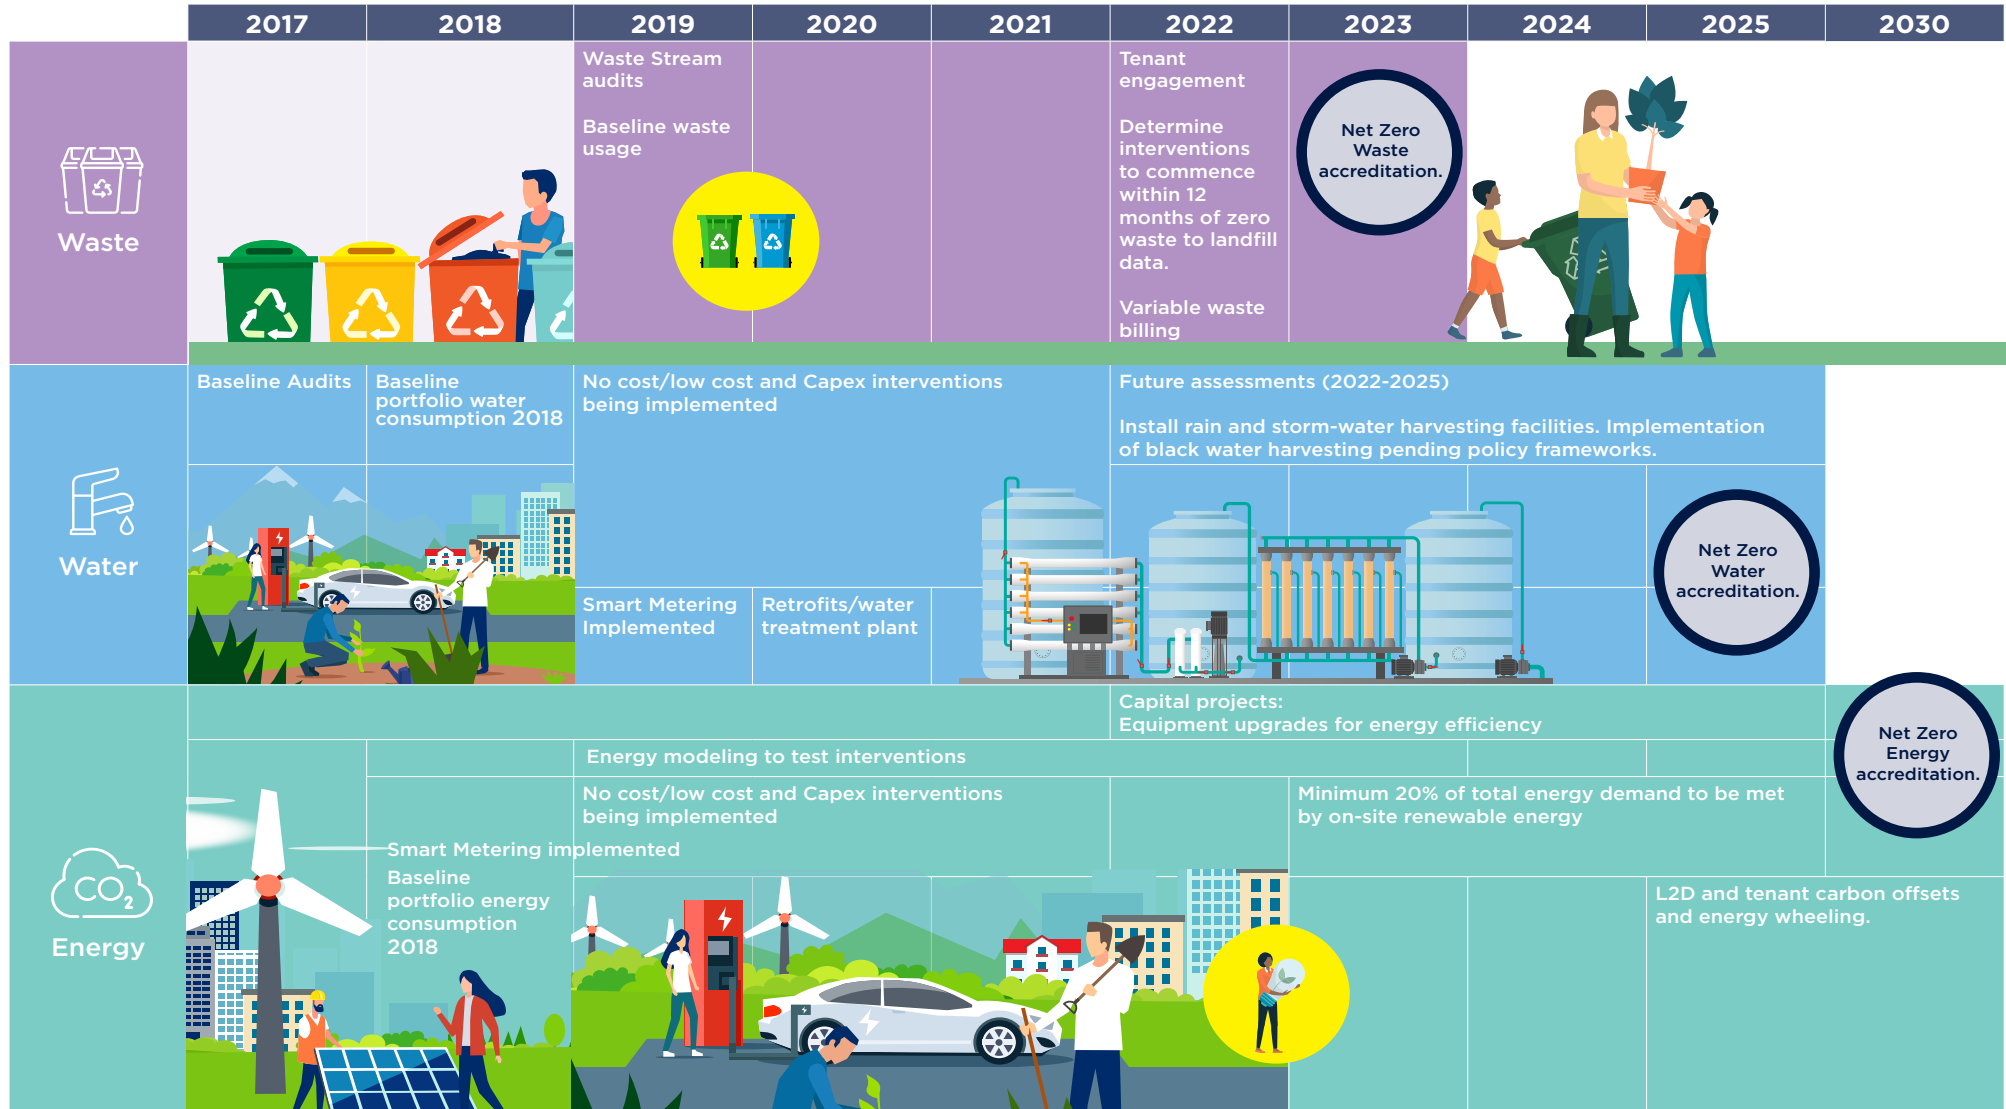 2017 2018 2019 2020 2021 2022 2023 2024 2025 2030
Waste
Waste Stream
audits
Baseline waste
usage
Tenant
engagement
Determine
interventions
to commence
within 12
months of zero
waste to landfill
data.
Variable waste
billing
Net Zero
Waste
accreditation.
Water
Baseline Audits
Baseline
portfolio water
consumption 2018
No cost/low cost and Capex interventions
being implemented
Smart Metering
Implemented
Retrofits/water
treatment plant
Future assessments (2022-2025)
Install rain and storm-water harvesting facilities. Implementation
of black water harvesting pending policy frameworks.
Net Zero
Water
accreditation.
CO2
Energy
Capital projects:
Equipment upgrades for energy efficiency
Energy modeling to test interventions
No cost/low cost and Capex interventions
being implemented
Smart Metering implemented
Baseline
portfolio energy
consumption
2018
Minimum 20% of total energy demand to be met
by on-site renewable energy
L2D and tenant carbon offsets
and energy wheeling.
Net Zero
Energy
accreditation.